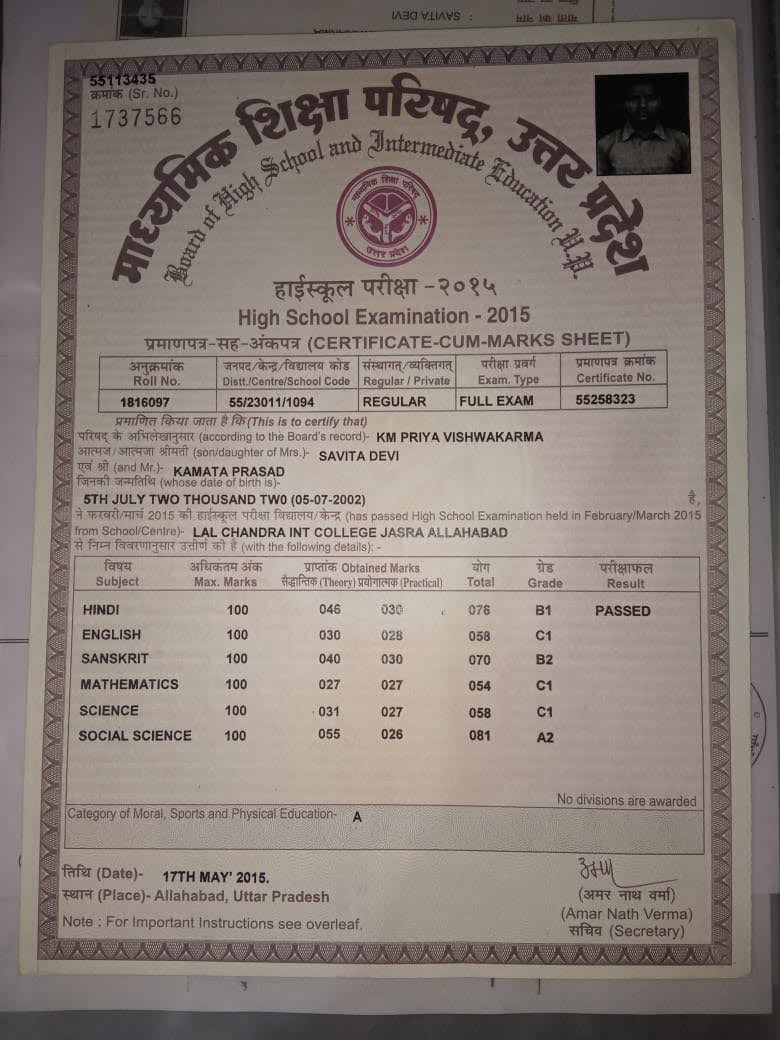 SAVITA DEVI :
55113435
क्रमांक (Sr. No.)
1737566
माध्यमिक शिक्षा परिषद्, उत्तर प्रदेश
Board of High School and Intermediate Education U.P.
माध्यमिक शिक्षा परिषद्
उत्तर प्रदेश
हाईस्कूल परीक्षा -२०१५
High School Examination - 2015
प्रमाणपत्र-सह-अंकपत्र (CERTIFICATE-CUM-MARKS SHEET)
अनुक्रमांक जनपद/केन्द्र/विद्यालय कोड संस्थागत/व्यक्तिगत परीक्षा प्रवर्ग प्रमाणपत्र क्रमांक
Roll No. Distt./Centre/School Code Regular / Private Exam. Type Certificate No.
1816097 55/23011/1094 REGULAR FULL EXAM 55258323
प्रमाणित किया जाता है कि (This is to certify that)
परिषद् के अभिलेखानुसार (according to the Board's record)- KM PRIYA VISHWAKARMA
आत्मज/आत्मजा श्रीमती (son/daughter of Mrs)- SAVITA DEVI
एवं श्री (and Mr.)- KAMATA PRASAD
जिनकी जन्मतिथि (whose date of birth is)-
5TH JULY TWO THOUSAND TW0 (05-07-2002) है,
ने फरवरी/मार्च 2015 की हाईस्कूल परीक्षा विद्यालय/केन्द्र (has passed High School Examination held in February/March 2015
from School/Centre)- LAL CHANDRA INT COLLEGE JASRA ALLAHABAD
से निम्न विवरणानुसार उत्तीर्ण की है (with the following details): -
विषय अधिकतम अंक प्राप्तांक Obtained Marks योग ग्रेड परीक्षाफल
Subject Max. Marks सैद्धान्तिक (Theory) प्रयोगात्मक (Practical) Total Grade Result
HINDI 100 046 030 076 B1 PASSED
ENGLISH 100 030 028 058 C1
SANSKRIT 100 040 030 070 B2
MATHEMATICS 100 027 027 054 C1
SCIENCE 100 031 027 058 C1
SOCIAL SCIENCE 100 055 026 081 A2
No divisions are awarded
Category of Moral, Sports and Physical Education- A
तिथि (Date)- 17TH MAY' 2015.
स्थान (Place)- Allahabad, Uttar Pradesh
(अमर नाथ वर्मा)
(Amar Nath Verma)
Note : For Important Instructions see overleaf,
सचिव (Secretary)